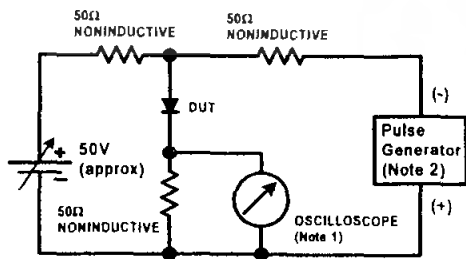 50Ω
NONINDUCTIVE
50Ω
NONINDUCTIVE
DUT
(-)
Pulse
Generator
(Note 2)
+
50V
(approx)
−
(+)
50Ω
NONINDUCTIVE
OSCILLOSCOPE
(Note 1)